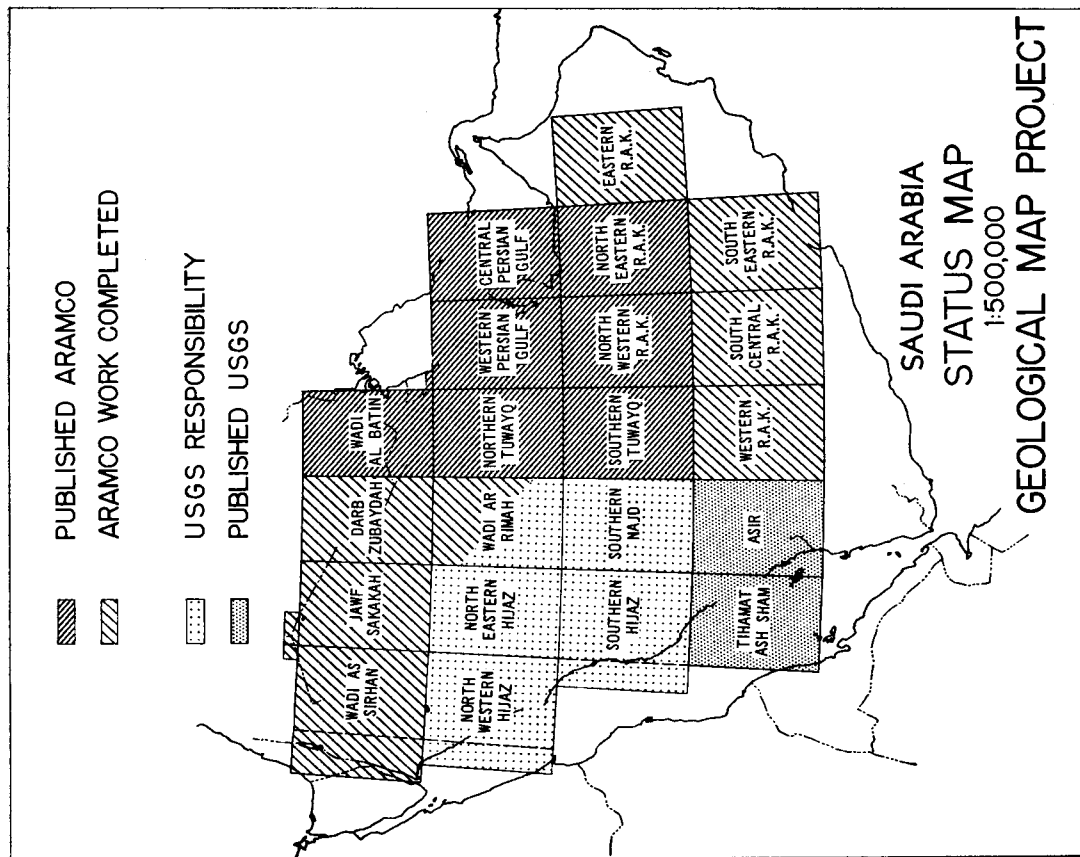 PUBLISHED ARAMCO
ARAMCO WORK COMPLETED
USGS RESPONSIBILITY
PUBLISHED USGS
WADI AS
SIRHAN
JAWF
SAKAKAH
DARB
ZUBAYDAH
WADI
AL BATIN
NORTH
WESTERN
HIJAZ
NORTH
EASTERN
HIJAZ
WADI AR
RIMAH
NORTHERN
TUWAYQ
WESTERN
PERSIAN
GULF
CENTRAL
PERSIAN
GULF
SOUTHERN
HIJAZ
SOUTHERN
NAJD
SOUTHERN
TUWAYQ
NORTH
WESTERN
R.A.K.
NORTH
EASTERN
R.A.K.
EASTERN
R.A.K.
TIHAMAT
ASH SHAM
ASIR
WESTERN
R.A.K.
SOUTH
CENTRAL
R.A.K.
SOUTH
EASTERN
R.A.K.
SAUDI ARABIA
STATUS MAP
1:500,000
GEOLOGICAL MAP PROJECT